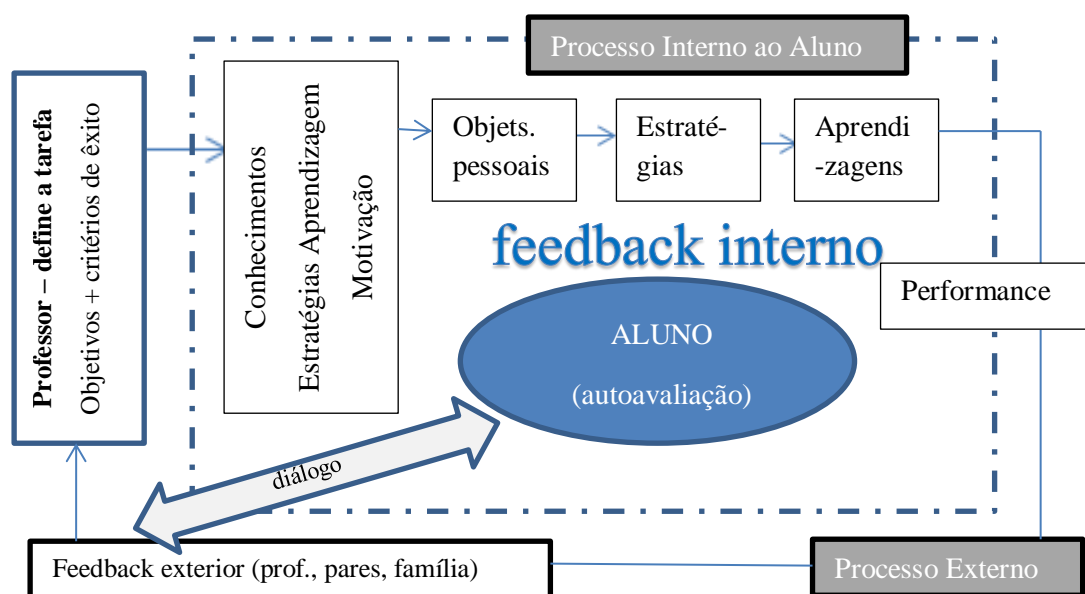 Processo Interno ao Aluno
Professor – define a tarefa
Objetivos + critérios de êxito
Conhecimentos
Estratégias Aprendizagem
Motivação
Objets.
pessoais
Estraté-
gias
Aprendi
-zagens
feedback interno
Performance
ALUNO
(autoavaliação)
diálogo
Feedback exterior (prof., pares, família)
Processo Externo